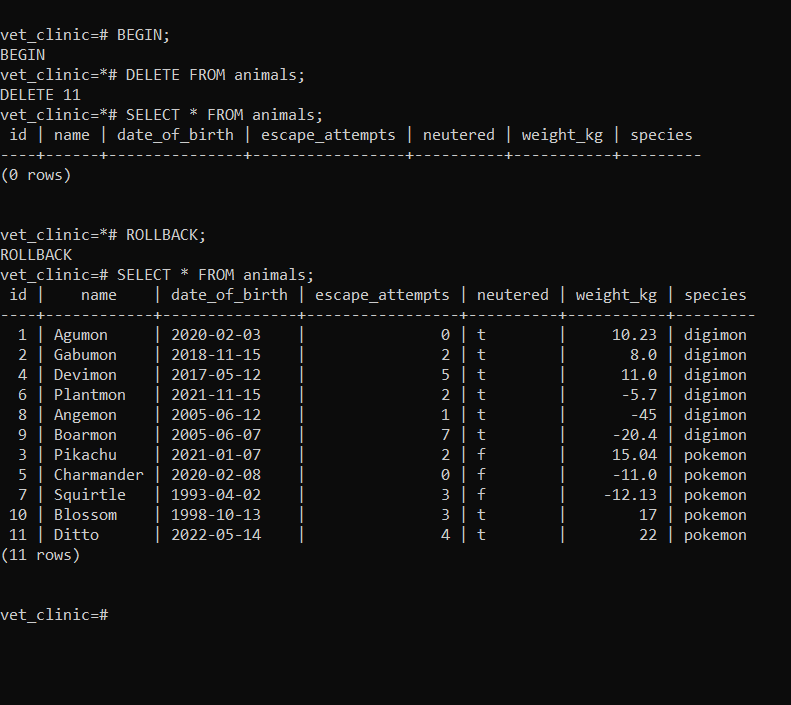 vet_clinic=# BEGIN;
BEGIN
vet_clinic=*# DELETE FROM animals;
DELETE 11
vet_clinic=*# SELECT * FROM animals;
 id | name | date_of_birth | escape_attempts | neutered | weight_kg | species
----+------+---------------+-----------------+----------+-----------+---------
(0 rows)


vet_clinic=*# ROLLBACK;
ROLLBACK
vet_clinic=# SELECT * FROM animals;
 id |    name    | date_of_birth | escape_attempts | neutered | weight_kg | species
----+------------+---------------+-----------------+----------+-----------+---------
  1 | Agumon     | 2020-02-03    |               0 | t        |     10.23 | digimon
  2 | Gabumon    | 2018-11-15    |               2 | t        |       8.0 | digimon
  4 | Devimon    | 2017-05-12    |               5 | t        |      11.0 | digimon
  6 | Plantmon   | 2021-11-15    |               2 | t        |      -5.7 | digimon
  8 | Angemon    | 2005-06-12    |               1 | t        |       -45 | digimon
  9 | Boarmon    | 2005-06-07    |               7 | t        |     -20.4 | digimon
  3 | Pikachu    | 2021-01-07    |               2 | f        |     15.04 | pokemon
  5 | Charmander | 2020-02-08    |               0 | f        |     -11.0 | pokemon
  7 | Squirtle   | 1993-04-02    |               3 | f        |    -12.13 | pokemon
 10 | Blossom    | 1998-10-13    |               3 | t        |        17 | pokemon
 11 | Ditto      | 2022-05-14    |               4 | t        |        22 | pokemon
(11 rows)


vet_clinic=#